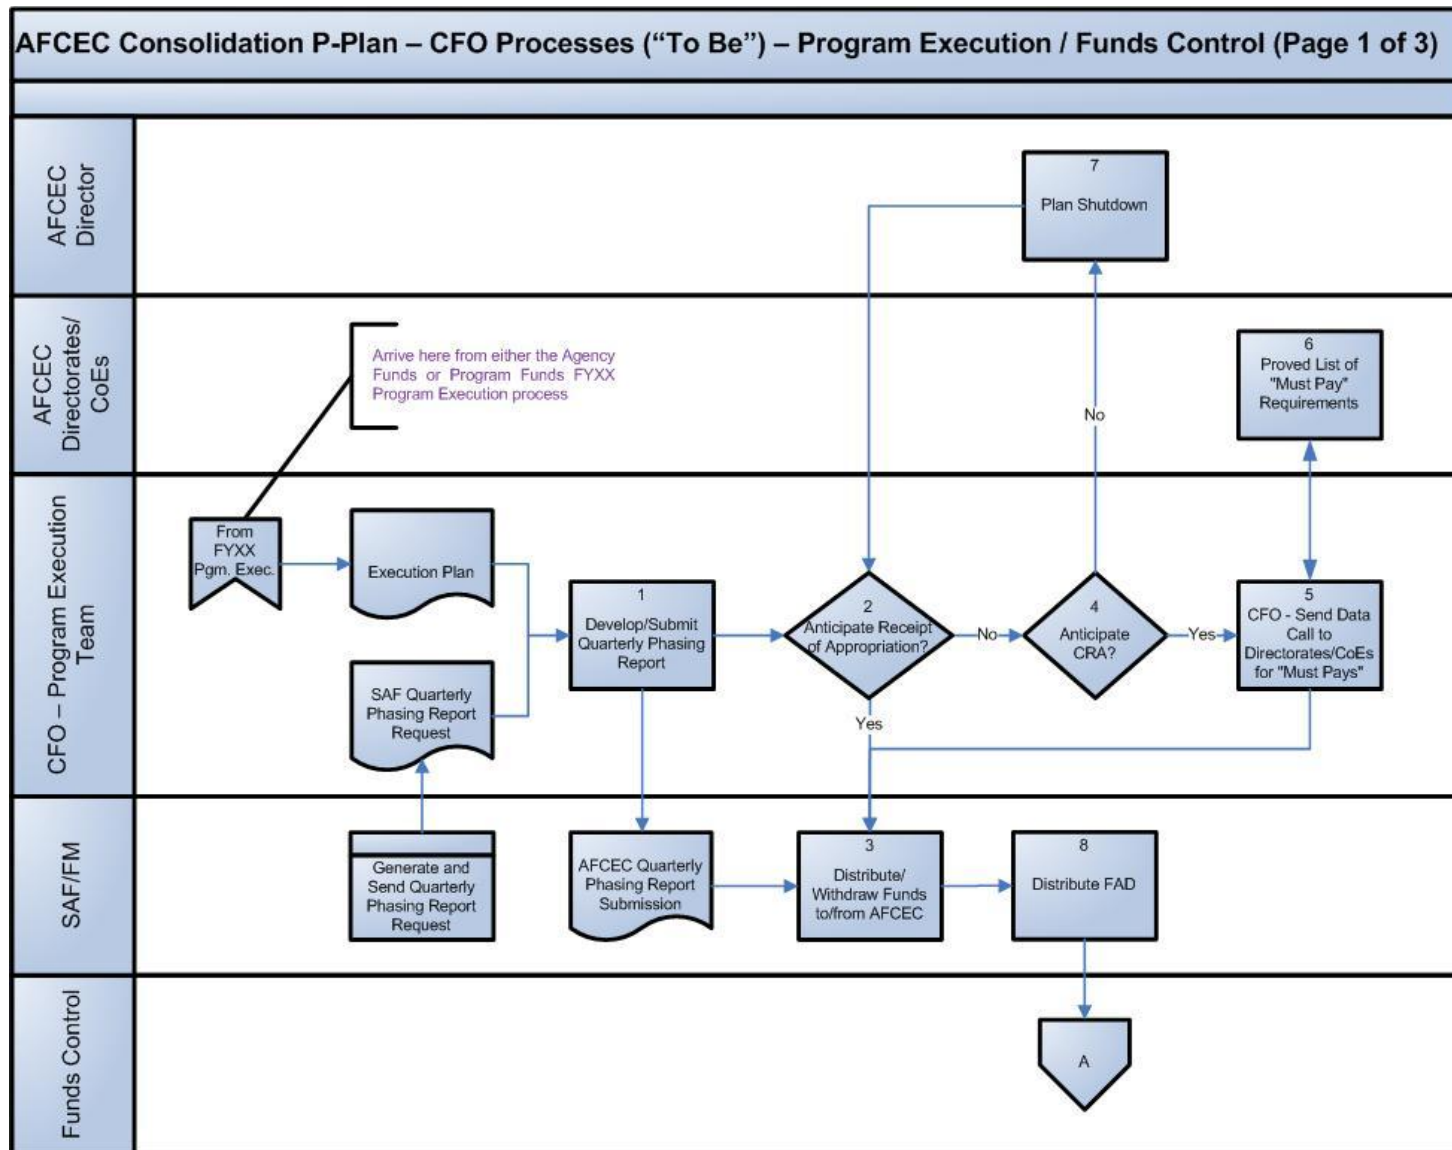 AFCEC Consolidation P-Plan – CFO Processes (“To Be”) – Program Execution / Funds Control (Page 1 of 3)
AFCEC
Director
7
Plan Shutdown
AFCEC
Directorates/
CoEs
Arrive here from either the Agency
Funds or Program Funds FYXX
Program Execution process
No
6
Proved List of
"Must Pay"
Requirements
CFO – Program Execution
Team
From
FYXX
Pgm. Exec.
Execution Plan
SAF Quarterly
Phasing Report
Request
1
Develop/Submit
Quarterly Phasing
Report
2
Anticipate Receipt
of Appropriation?
No
Yes
4
Anticipate
CRA?
Yes
5
CFO - Send Data
Call to
Directorates/CoEs
for "Must Pays"
SAF/FM
Generate and
Send Quarterly
Phasing Report
Request
AFCEC Quarterly
Phasing Report
Submission
3
Distribute/
Withdraw Funds
to/from AFCEC
8
Distribute FAD
Funds Control
A